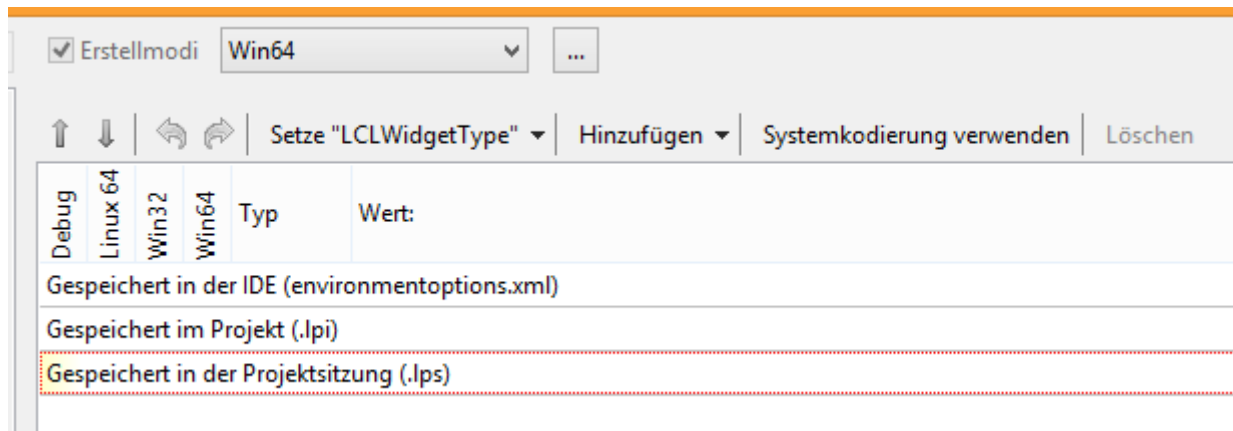 Erstellmodi Win64 ...
Setze "LCLWidgetType" Hinzufügen Systemkodierung verwenden Löschen
Debug Linux 64 Win32 Win64 Typ Wert:
Gespeichert in der IDE (environmentoptions.xml)
Gespeichert im Projekt (.lpi)
Gespeichert in der Projektsitzung (.lps)